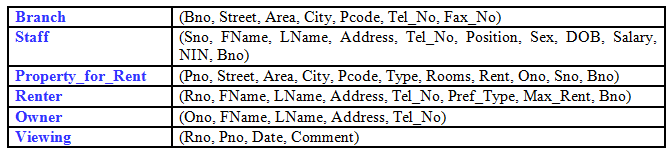 Branch (Bno, Street, Area, City, Pcode, Tel_No, Fax_No)
Staff (Sno, FName, LName, Address, Tel_No, Position, Sex, DOB, Salary,
NIN, Bno)
Property_for_Rent (Pno, Street, Area, City, Pcode, Type, Rooms, Rent, Ono, Sno, Bno)
Renter (Rno, FName, LName, Address, Tel_No, Pref_Type, Max_Rent, Bno)
Owner (Ono, FName, LName, Address, Tel_No)
Viewing (Rno, Pno, Date, Comment)